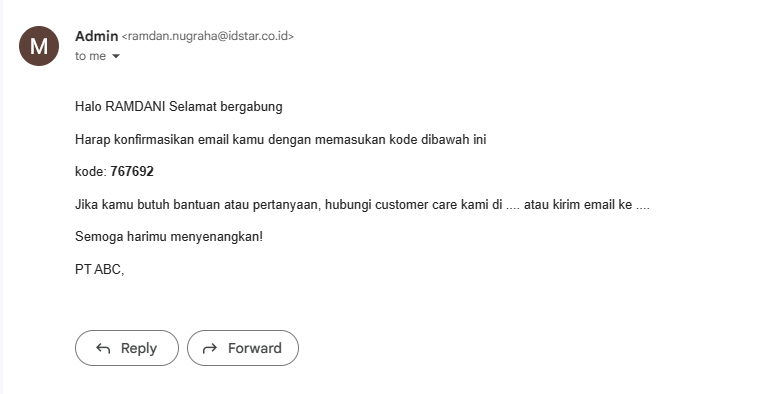 M
Admin <ramdan.nugraha@idstar.co.id>
to me
Halo RAMDANI Selamat bergabung
Harap konfirmasikan email kamu dengan memasukan kode dibawah ini
kode: 767692
Jika kamu butuh bantuan atau pertanyaan, hubungi customer care kami di .... atau kirim email ke ....
Semoga harimu menyenangkan!
PT ABC,
Reply
Forward